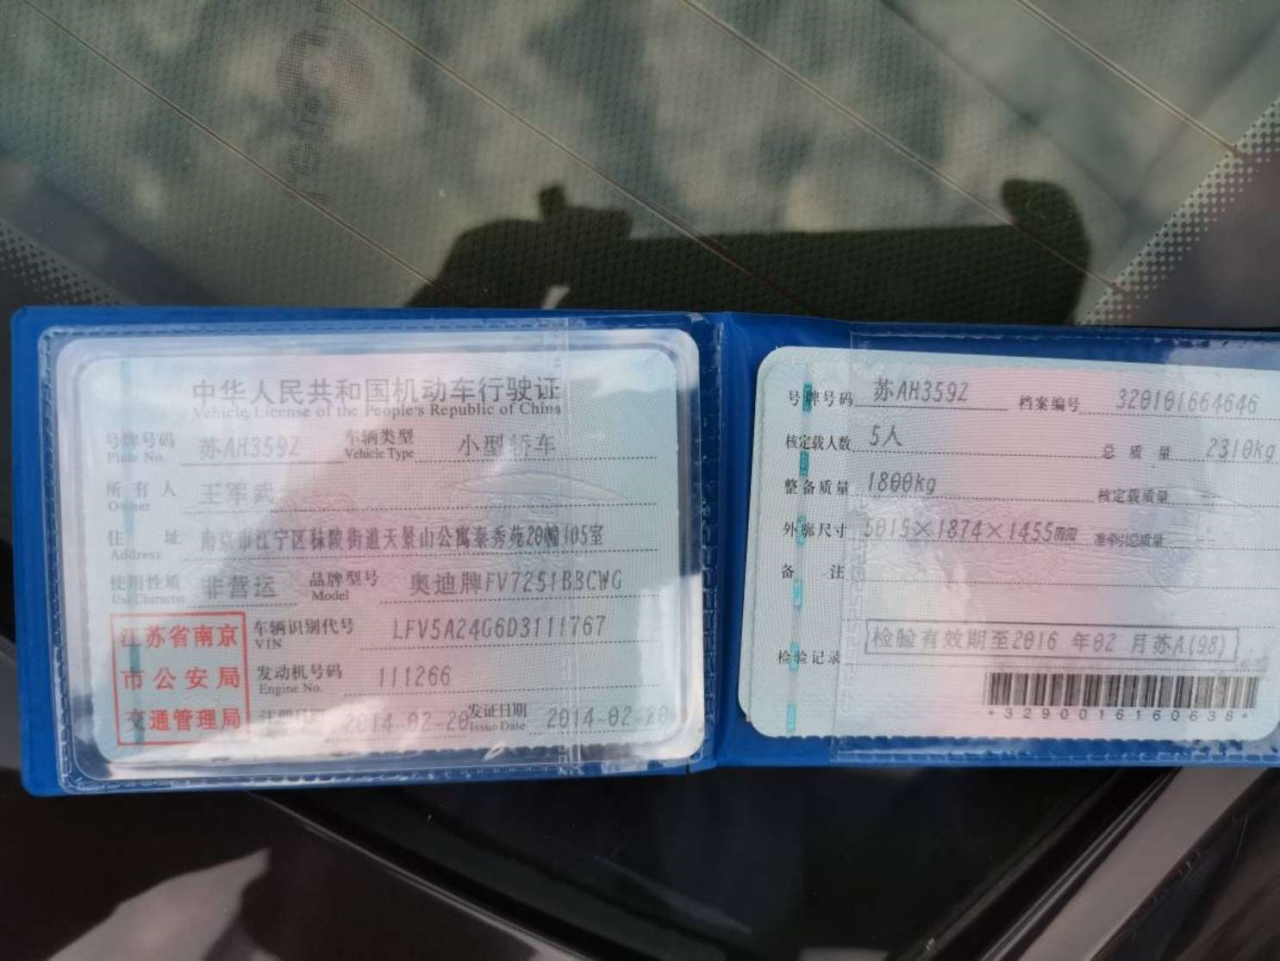 中华人民共和国机动车行驶证
Vehicle License of the People's Republic of China
号牌号码 苏AH359Z 车辆类型 小型轿车
Plate No. Vehicle Type
所有人 王军武
Owner
住址 南京市江宁区秣陵街道天景山公寓泰秀苑20幢105室
Address
使用性质 非营运 品牌型号 奥迪牌FV7251B3CWG
Use Character Model
江苏省南京市公安局交通管理局
车辆识别代号 LFV5A24G6D3111767
VIN
发动机号码 111266
Engine No.
注册日期 2014-02-20 发证日期 2014-02-20
Issue Date
号牌号码 苏AH359Z 档案编号 320101664646
核定载人数 5人 总质量 2310kg
整备质量 1800kg 核定载质量
外廓尺寸 5015×1874×1455mm 准牵引总质量
备注
检验记录 检验有效期至2016 年02 月苏A(98)
*3290016160638*